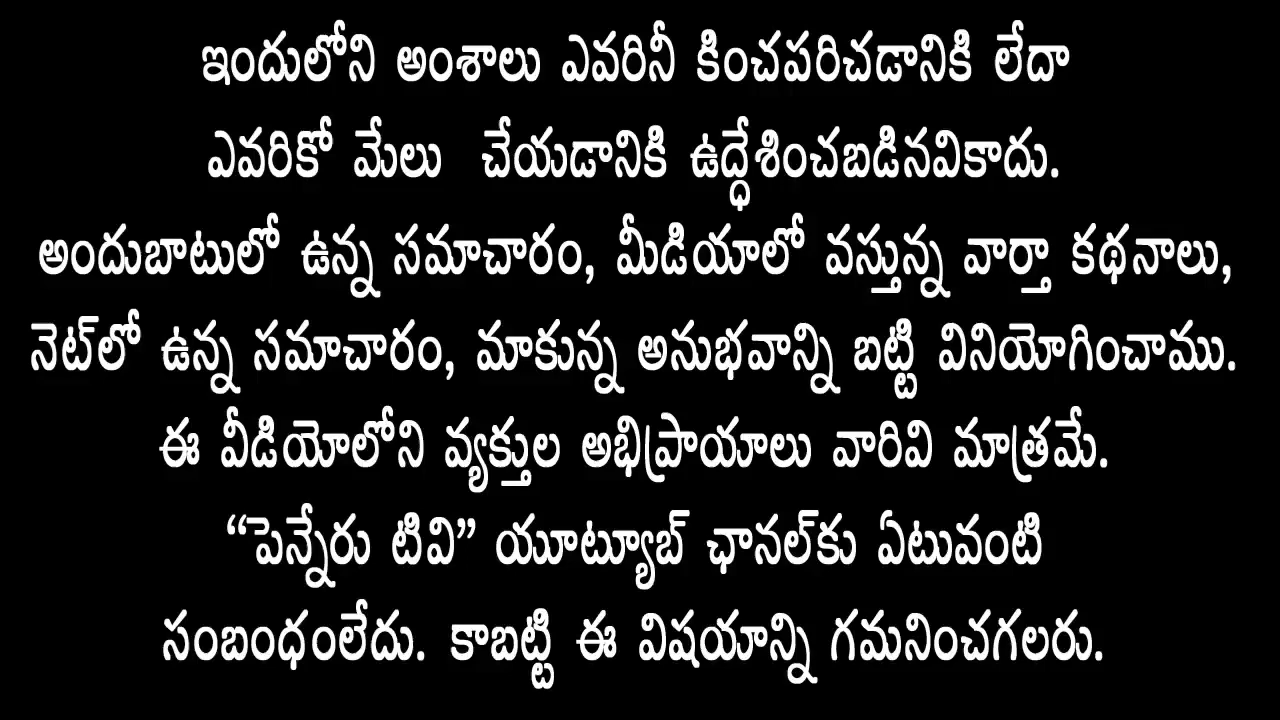 ఇందులోని అంశాలు ఎవరినీ కించపరిచడానికి లేదా
ఎవరికో మేలు చేయడానికి ఉద్ధేశించబడినవికాదు.
అందుబాటులో ఉన్న సమాచారం, మీడియాలో వస్తున్న వార్తా కథనాలు,
నెట్‌లో ఉన్న సమాచారం, మాకున్న అనుభవాన్ని బట్టి వినియోగించాము.
ఈ వీడియోలోని వ్యక్తుల అభిప్రాయాలు వారివి మాత్రమే.
“పెన్నేరు టివి” యూట్యూబ్ ఛానల్‌కు ఏటువంటి
సంబంధంలేదు. కాబట్టి ఈ విషయాన్ని గమనించగలరు.